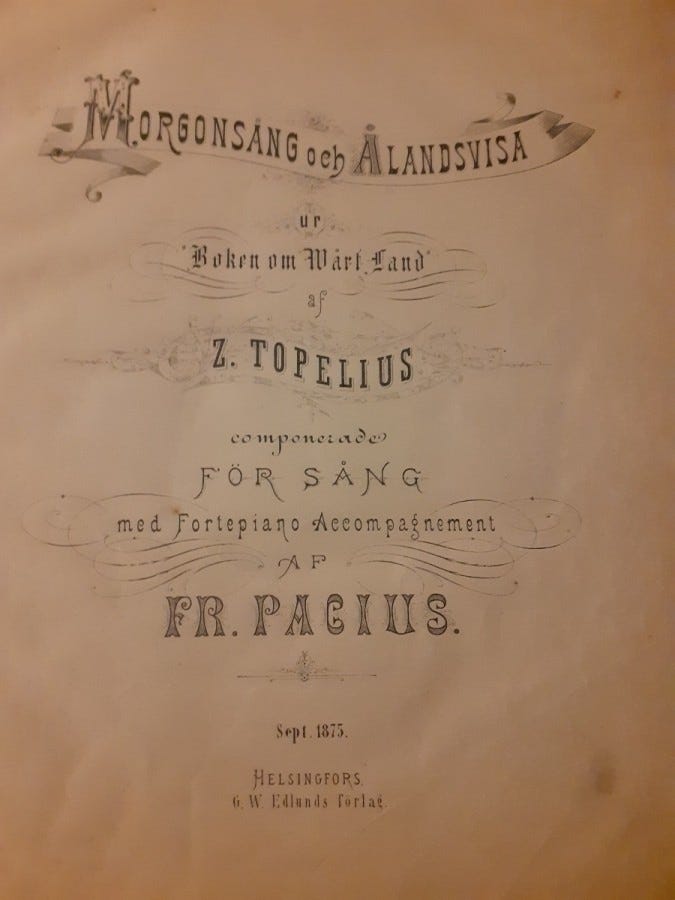 MORGONSÅNG och ÅLANDSVISA
ur
"Boken om Wårt Land"
af
Z. TOPELIUS
componerade
FÖR SÅNG
med Fortepiano Accompagnement
AF
FR. PACIUS.
Sept. 1875.
HELSINGFORS.
G. W. Edlunds Förlag.